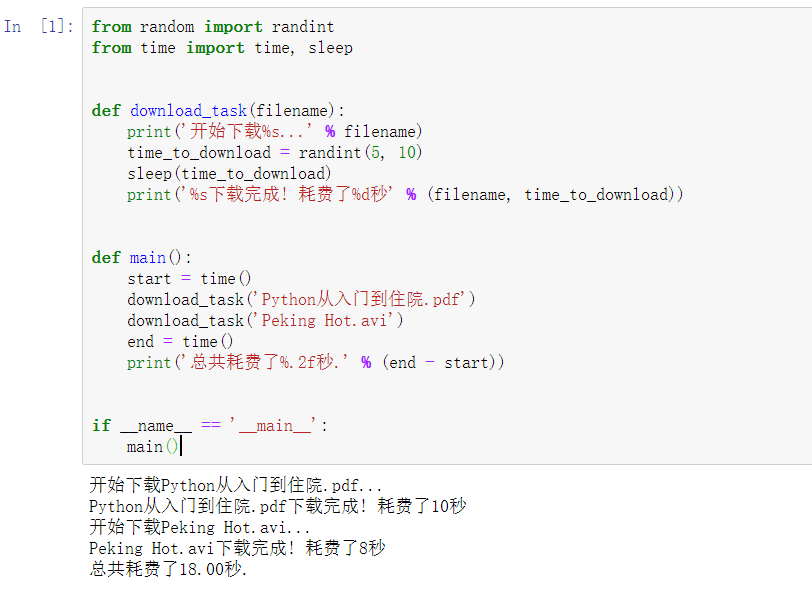 In [1]:
from random import randint
from time import time, sleep
def download_task(filename):
    print('开始下载%s...' % filename)
    time_to_download = randint(5, 10)
    sleep(time_to_download)
    print('%s下载完成! 耗费了%d秒' % (filename, time_to_download))
def main():
    start = time()
    download_task('Python从入门到住院.pdf')
    download_task('Peking Hot.avi')
    end = time()
    print('总共耗费了%.2f秒.' % (end - start))
if __name__ == '__main__':
    main()
开始下载Python从入门到住院.pdf...
Python从入门到住院.pdf下载完成! 耗费了10秒
开始下载Peking Hot.avi...
Peking Hot.avi下载完成! 耗费了8秒
总共耗费了18.00秒.